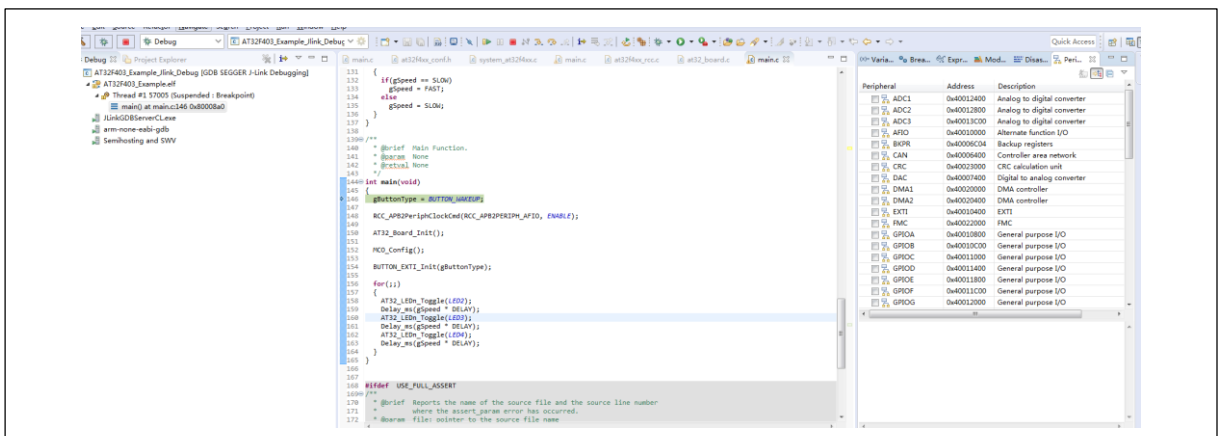 Debug
AT32F403_Example_Jlink_Debug
Quick Access
Debug
Project Explorer
AT32F403_Example_Jlink_Debug [GDB SEGGER J-Link Debugging]
AT32F403_Example.elf
Thread #1 57005 (Suspended : Breakpoint)
main() at main.c:146 0x80008a0
JLinkGDBServerCL.exe
arm-none-eabi-gdb
Semihosting and SWV
main.c
at32f4xx_conf.h
system_at32f4xx.c
main.c
at32f4xx.h
at32f4xx_rcc.c
at32_board.c
main.c
131 {
132 if(gSpeed == SLOW)
133 gSpeed = FAST;
134 else
135 gSpeed = SLOW;
136 }
137 }
138
139 /**
140 * @brief Main Function.
141 * @param None
142 * @retval None
143 */
144 int main(void)
145 {
146 gButtonType = BUTTON_WAKEUP;
147
148 RCC_APB2PeriphClockCmd(RCC_APB2PERIPH_AFIO, ENABLE);
149
150 AT32_Board_Init();
151
152 MCO_Config();
153
154 BUTTON_EXTI_Init(gButtonType);
155
156 for(;;)
157 {
158 AT32_LEDn_Toggle(LED2);
159 Delay_ms(gSpeed * DELAY);
160 AT32_LEDn_Toggle(LED3);
161 Delay_ms(gSpeed * DELAY);
162 AT32_LEDn_Toggle(LED4);
163 Delay_ms(gSpeed * DELAY);
164 }
165 }
166
167
168 #ifdef USE_FULL_ASSERT
169 /**
170 * @brief Reports the name of the source file and the source line number
171 * where the assert_param error has occurred.
172 * @param file: pointer to the source file name
Varia...
Brea...
Expr...
Mod...
Disas...
Peri...
Peripheral Address Description
ADC1 0x40012400 Analog to digital converter
ADC2 0x40012800 Analog to digital converter
ADC3 0x40013C00 Analog to digital converter
AFIO 0x40010000 Alternate function I/O
BKPR 0x40006C04 Backup registers
CAN 0x40006400 Controller area network
CRC 0x40023000 CRC calculation unit
DAC 0x40007400 Digital to analog converter
DMA1 0x40020000 DMA controller
DMA2 0x40020400 DMA controller
EXTI 0x40010400 EXTI
FMC 0x40022000 FMC
GPIOA 0x40010800 General purpose I/O
GPIOB 0x40010C00 General purpose I/O
GPIOC 0x40011000 General purpose I/O
GPIOD 0x40011400 General purpose I/O
GPIOE 0x40011800 General purpose I/O
GPIOF 0x40011C00 General purpose I/O
GPIOG 0x40012000 General purpose I/O